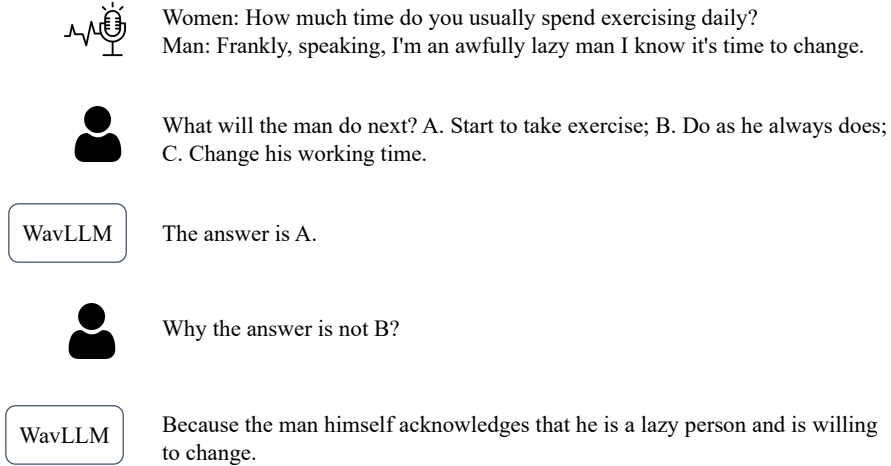 Women: How much time do you usually spend exercising daily?
Man: Frankly, speaking, I'm an awfully lazy man I know it's time to change.
What will the man do next? A. Start to take exercise; B. Do as he always does;
C. Change his working time.
WavLLM
The answer is A.
Why the answer is not B?
WavLLM
Because the man himself acknowledges that he is a lazy person and is willing
to change.